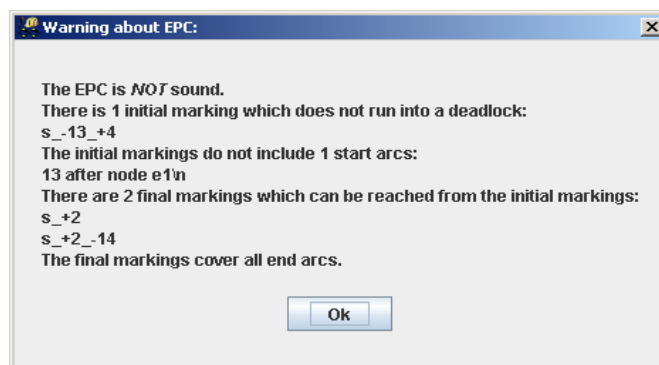 Warning about EPC:
The EPC is NOT sound.
There is 1 initial marking which does not run into a deadlock:
s_-13_+4
The initial markings do not include 1 start arcs:
13 after node e1\n
There are 2 final markings which can be reached from the initial markings:
s_+2
s_+2_-14
The final markings cover all end arcs.
Ok